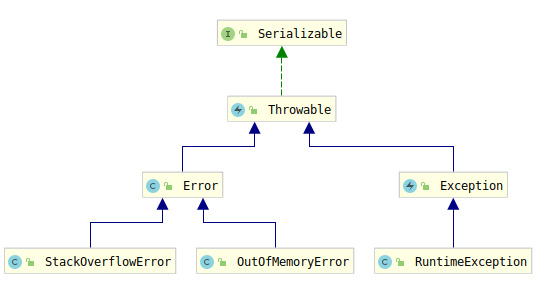 Serializable
Throwable
Error
Exception
StackOverflowError
OutOfMemoryError
RuntimeException